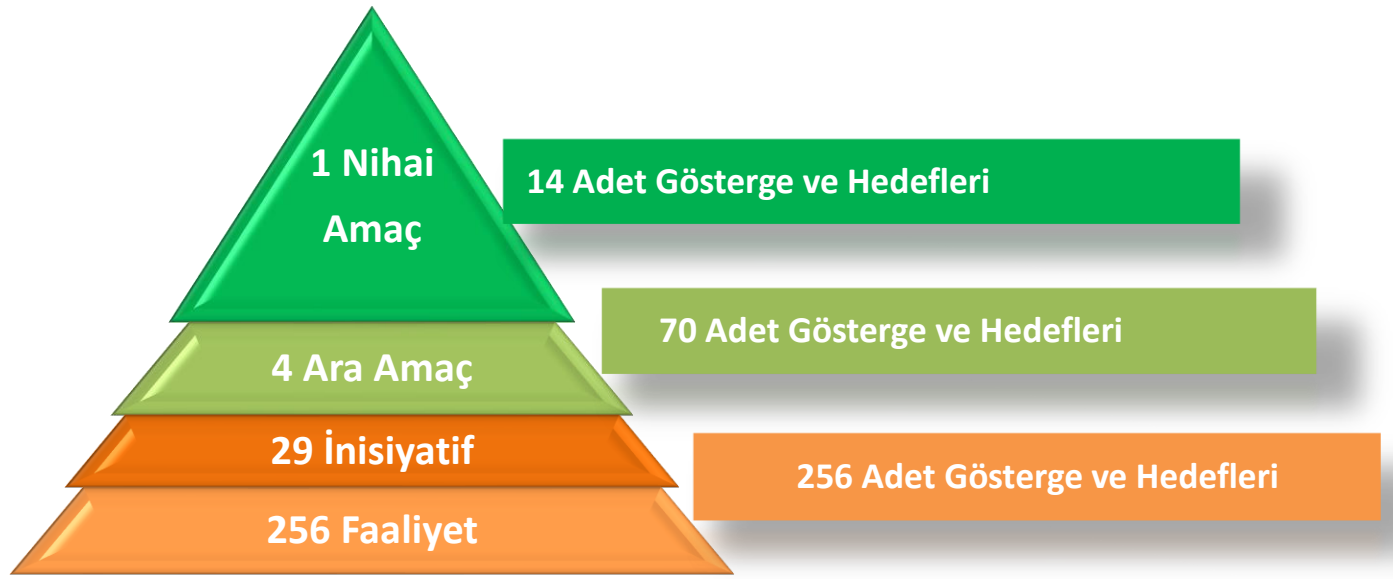 1 Nihai
Amaç
14 Adet Gösterge ve Hedefleri
4 Ara Amaç
70 Adet Gösterge ve Hedefleri
29 İnisiyatif
256 Faaliyet
256 Adet Gösterge ve Hedefleri